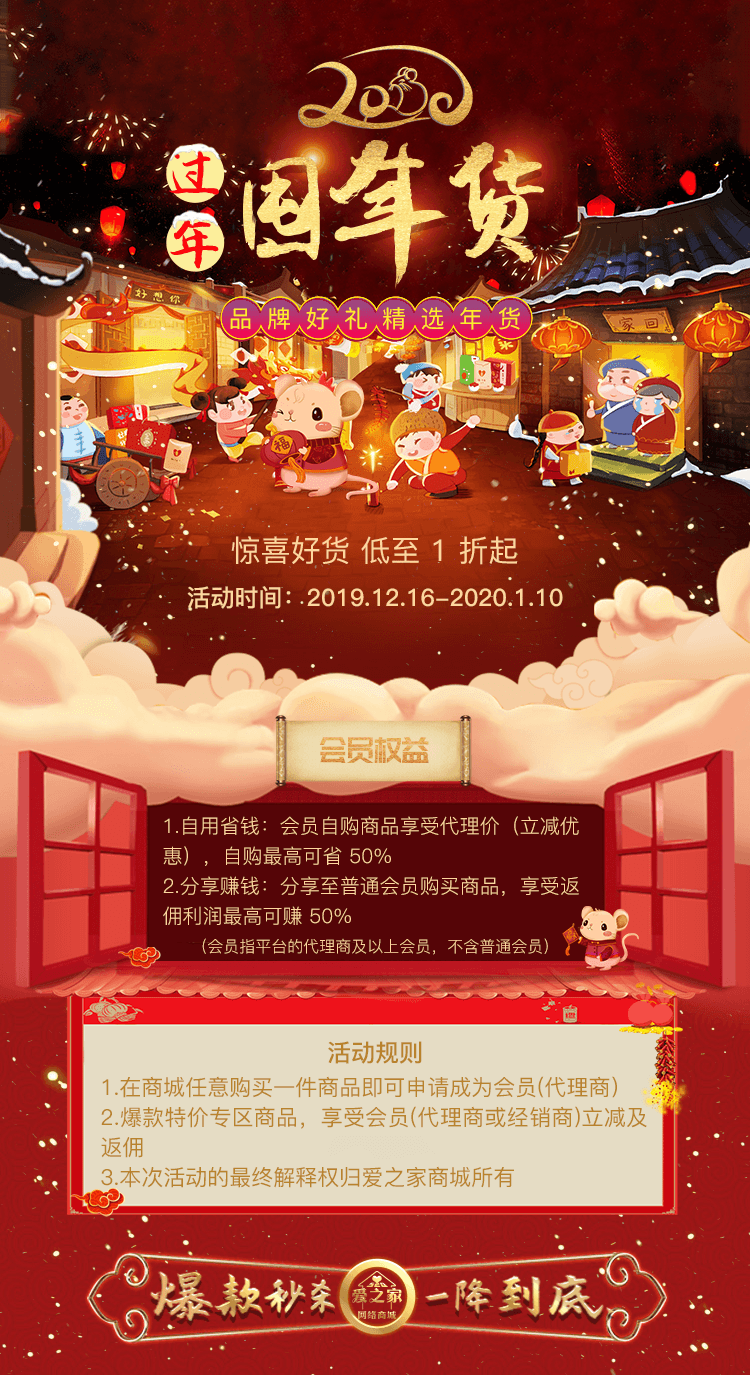 2020
过年
囤年货
品牌好礼精选年货
好想你
家回
福
惊喜好货 低至 1 折起
活动时间：2019.12.16-2020.1.10
会员权益
1.自用省钱：会员自购商品享受代理价（立减优
惠），自购最高可省 50%
2.分享赚钱：分享至普通会员购买商品，享受返
佣利润最高可赚 50%
（会员指平台的代理商及以上会员，不含普通会员）
活动规则
1.在商城任意购买一件商品即可申请成为会员(代理商)
2.爆款特价专区商品，享受会员(代理商或经销商)立减及
返佣
3.本次活动的最终解释权归爱之家商城所有
爆款秒杀 爱之家 一降到底
网络商城